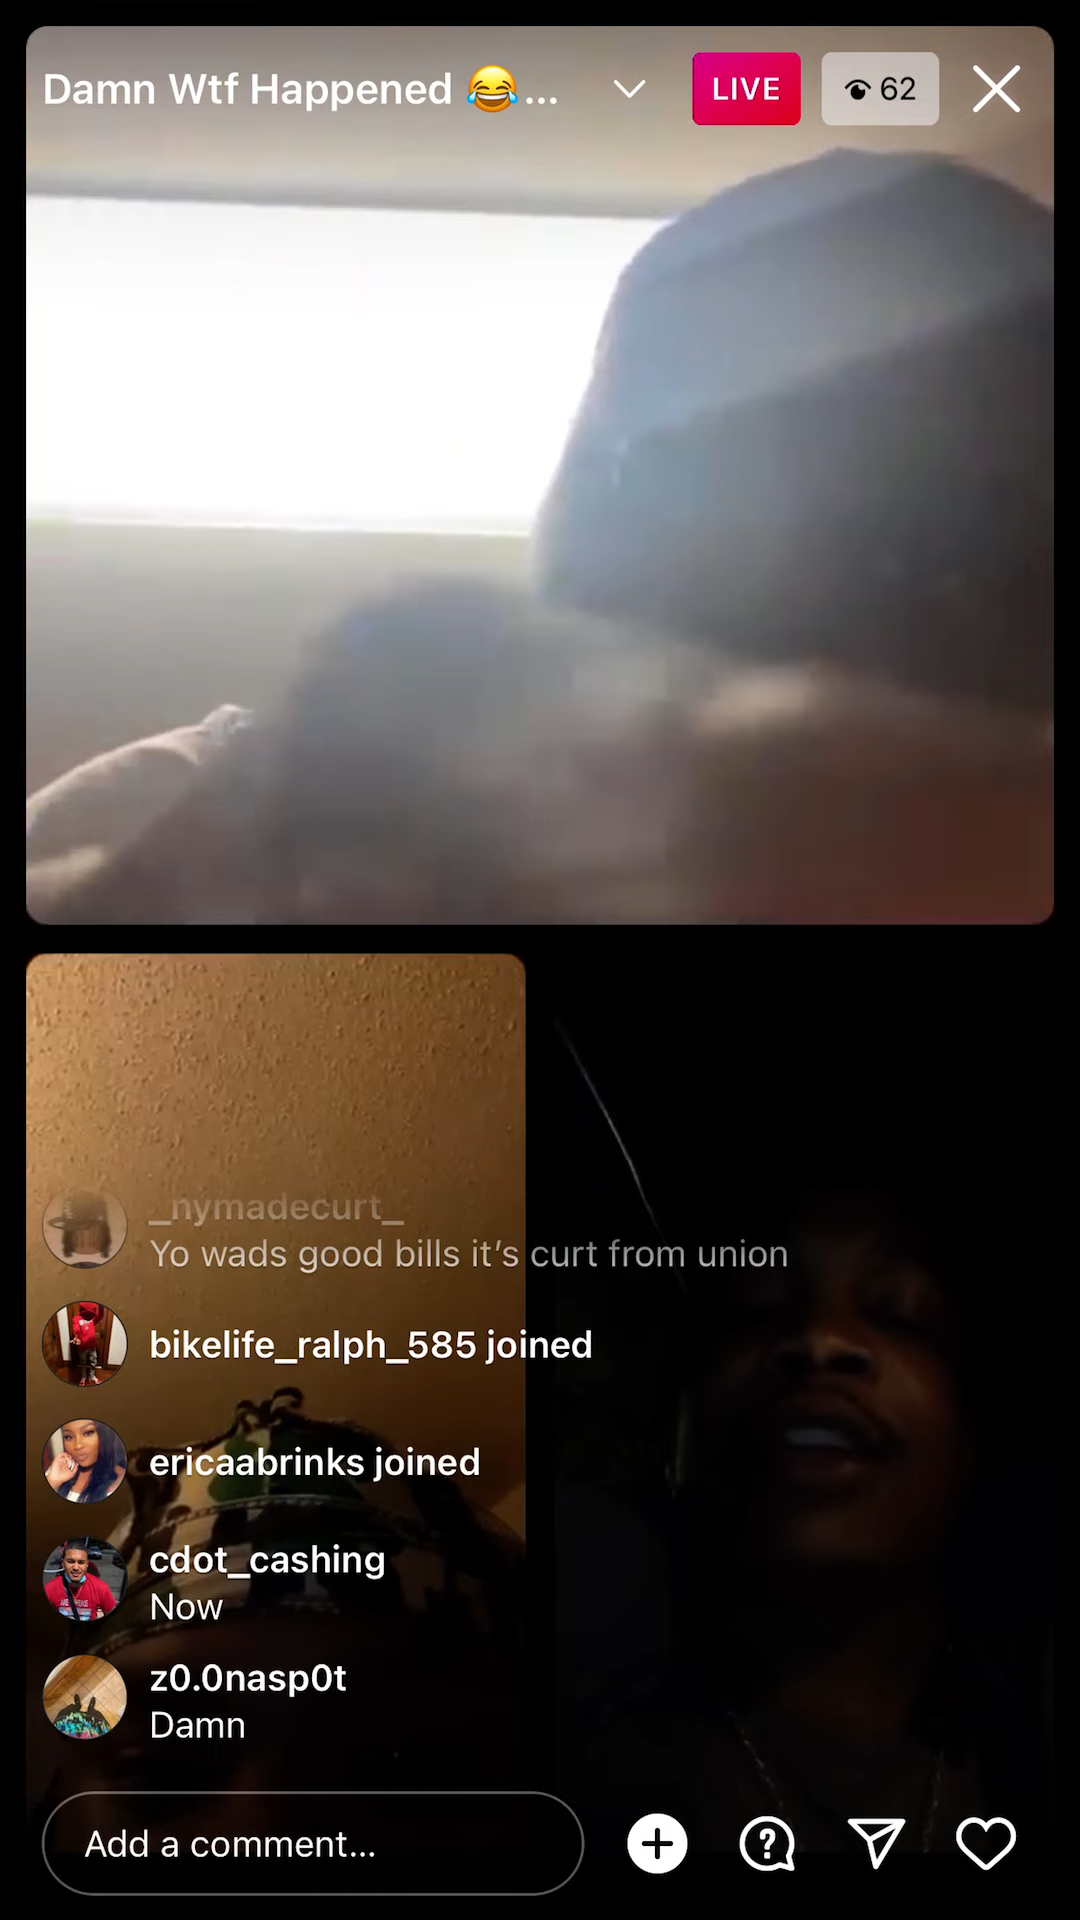 Damn Wtf Happened 😂...
LIVE
62
_nymadecurt_
Yo wads good bills it’s curt from union
bikelife_ralph_585 joined
ericaabrinks joined
cdot_cashing
Now
z0.0nasp0t
Damn
Add a comment...